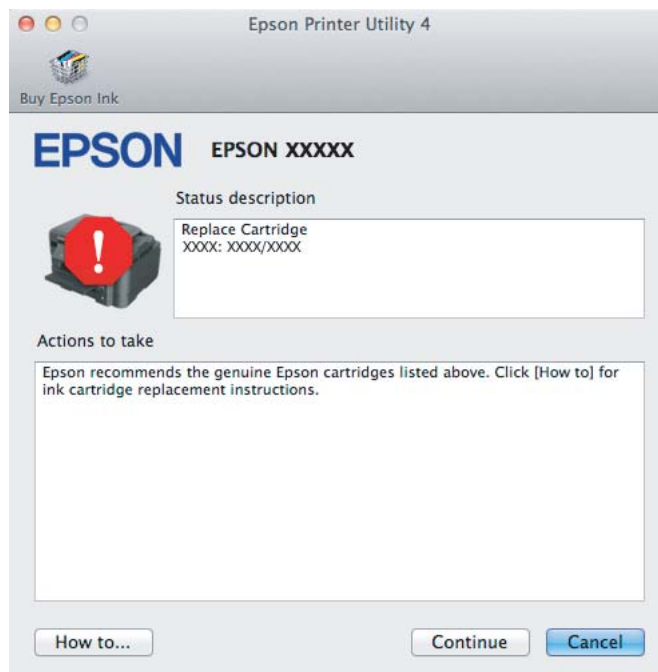 Epson Printer Utility 4
Buy Epson Ink
EPSON EPSON XXXXX
Status description
Replace Cartridge
XXXX: XXXX/XXXX
!
Actions to take
Epson recommends the genuine Epson cartridges listed above. Click [How to] for
ink cartridge replacement instructions.
How to... Continue Cancel